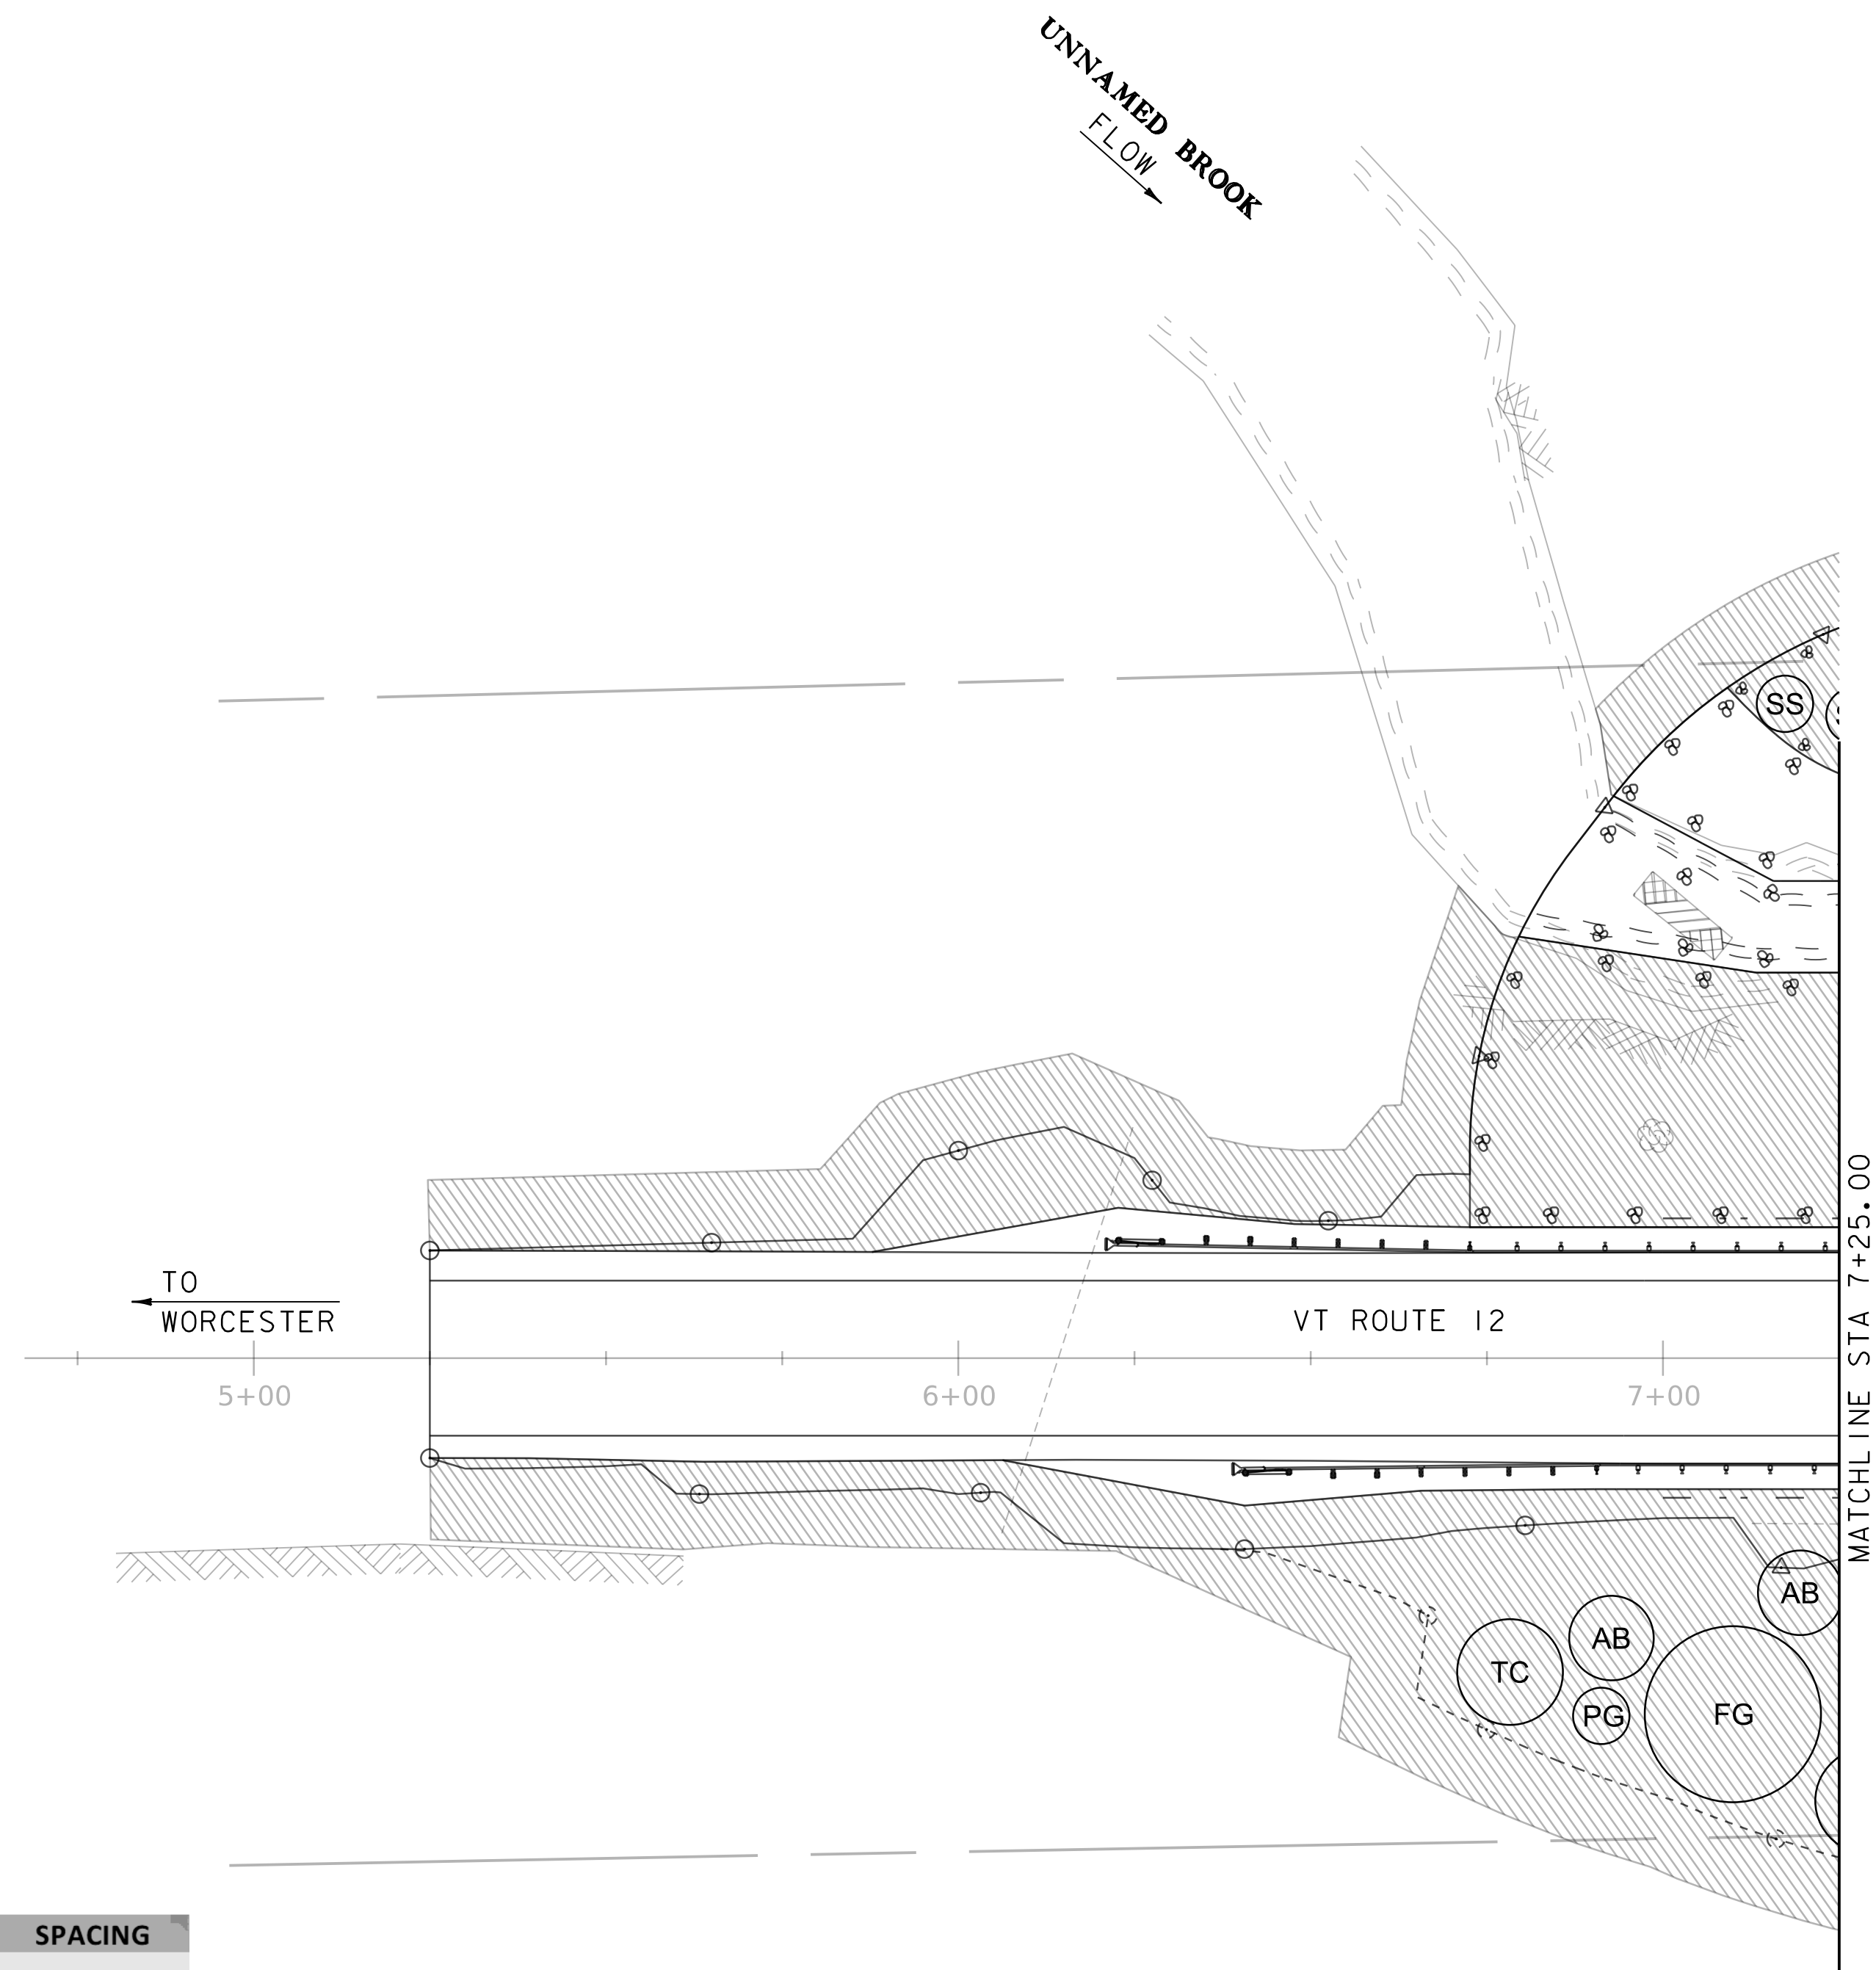 UNNAMED BROOK
FLOW
SS
TO
WORCESTER
VT ROUTE 12
5+00
6+00
7+00
MATCHLINE STA 7+25.00
AB
AB
TC
PG
FG
SPACING